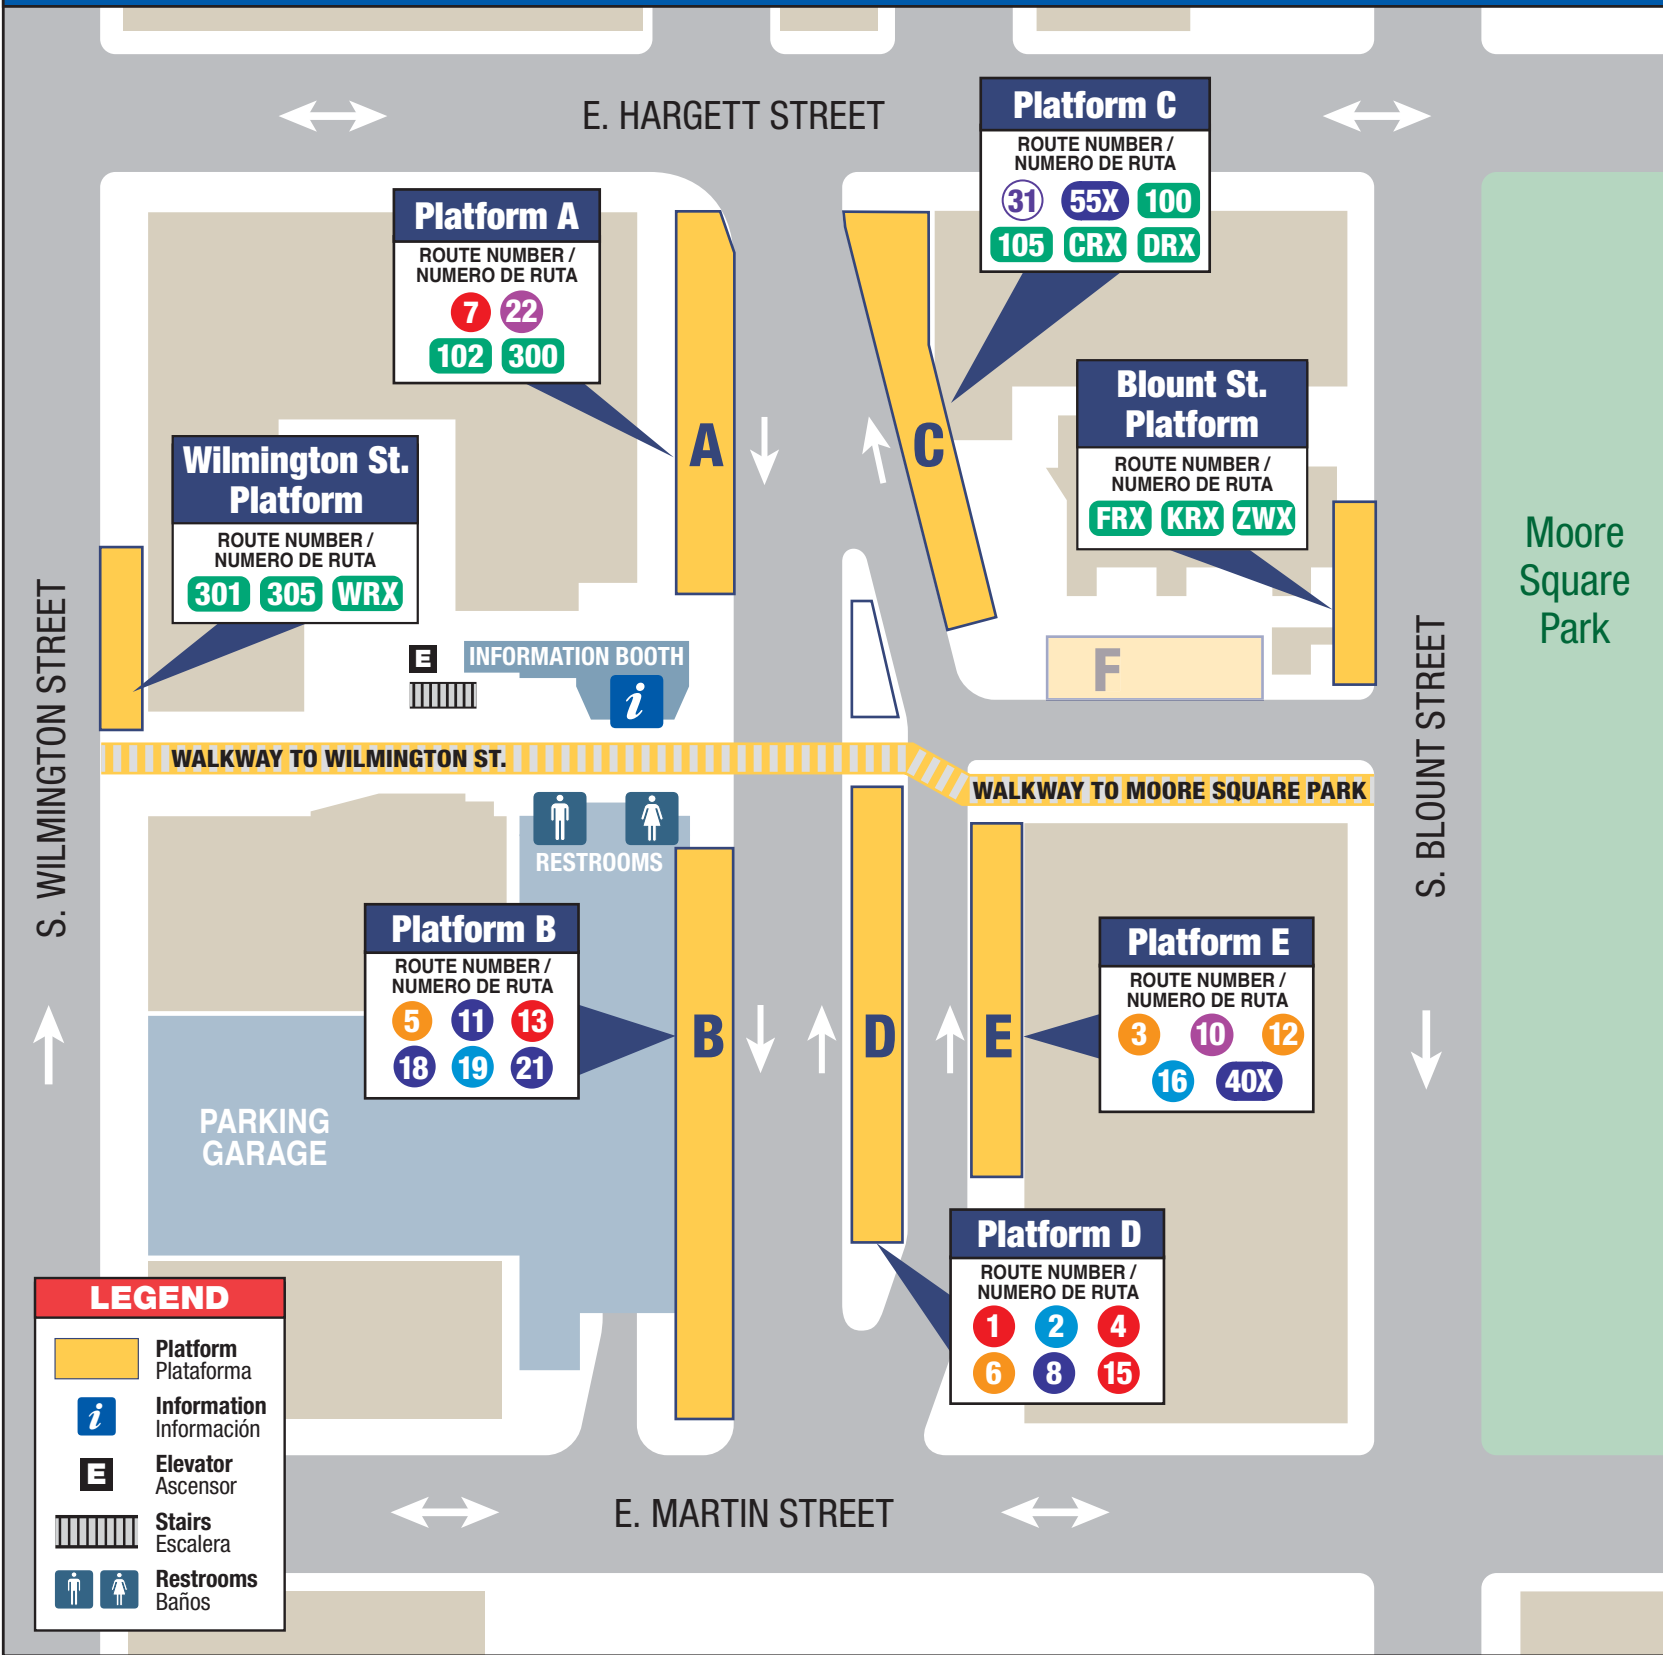 E. HARGETT STREET
Platform C
ROUTE NUMBER /
NUMERO DE RUTA
31 55X 100
105 CRX DRX
Platform A
ROUTE NUMBER /
NUMERO DE RUTA
7 22
102 300
A
C
Blount St.
Platform
ROUTE NUMBER /
NUMERO DE RUTA
FRX KRX ZWX
Wilmington St.
Platform
ROUTE NUMBER /
NUMERO DE RUTA
301 305 WRX
Moore
Square
Park
S. WILMINGTON STREET
E
INFORMATION BOOTH
i
F
S. BLOUNT STREET
WALKWAY TO WILMINGTON ST.
WALKWAY TO MOORE SQUARE PARK
RESTROOMS
Platform B
ROUTE NUMBER /
NUMERO DE RUTA
5 11 13
18 19 21
B
D
E
Platform E
ROUTE NUMBER /
NUMERO DE RUTA
3 10 12
16 40X
PARKING
GARAGE
Platform D
ROUTE NUMBER /
NUMERO DE RUTA
1 2 4
6 8 15
LEGEND
Platform
Plataforma
i
Information
Información
E
Elevator
Ascensor
Stairs
Escalera
Restrooms
Baños
E. MARTIN STREET